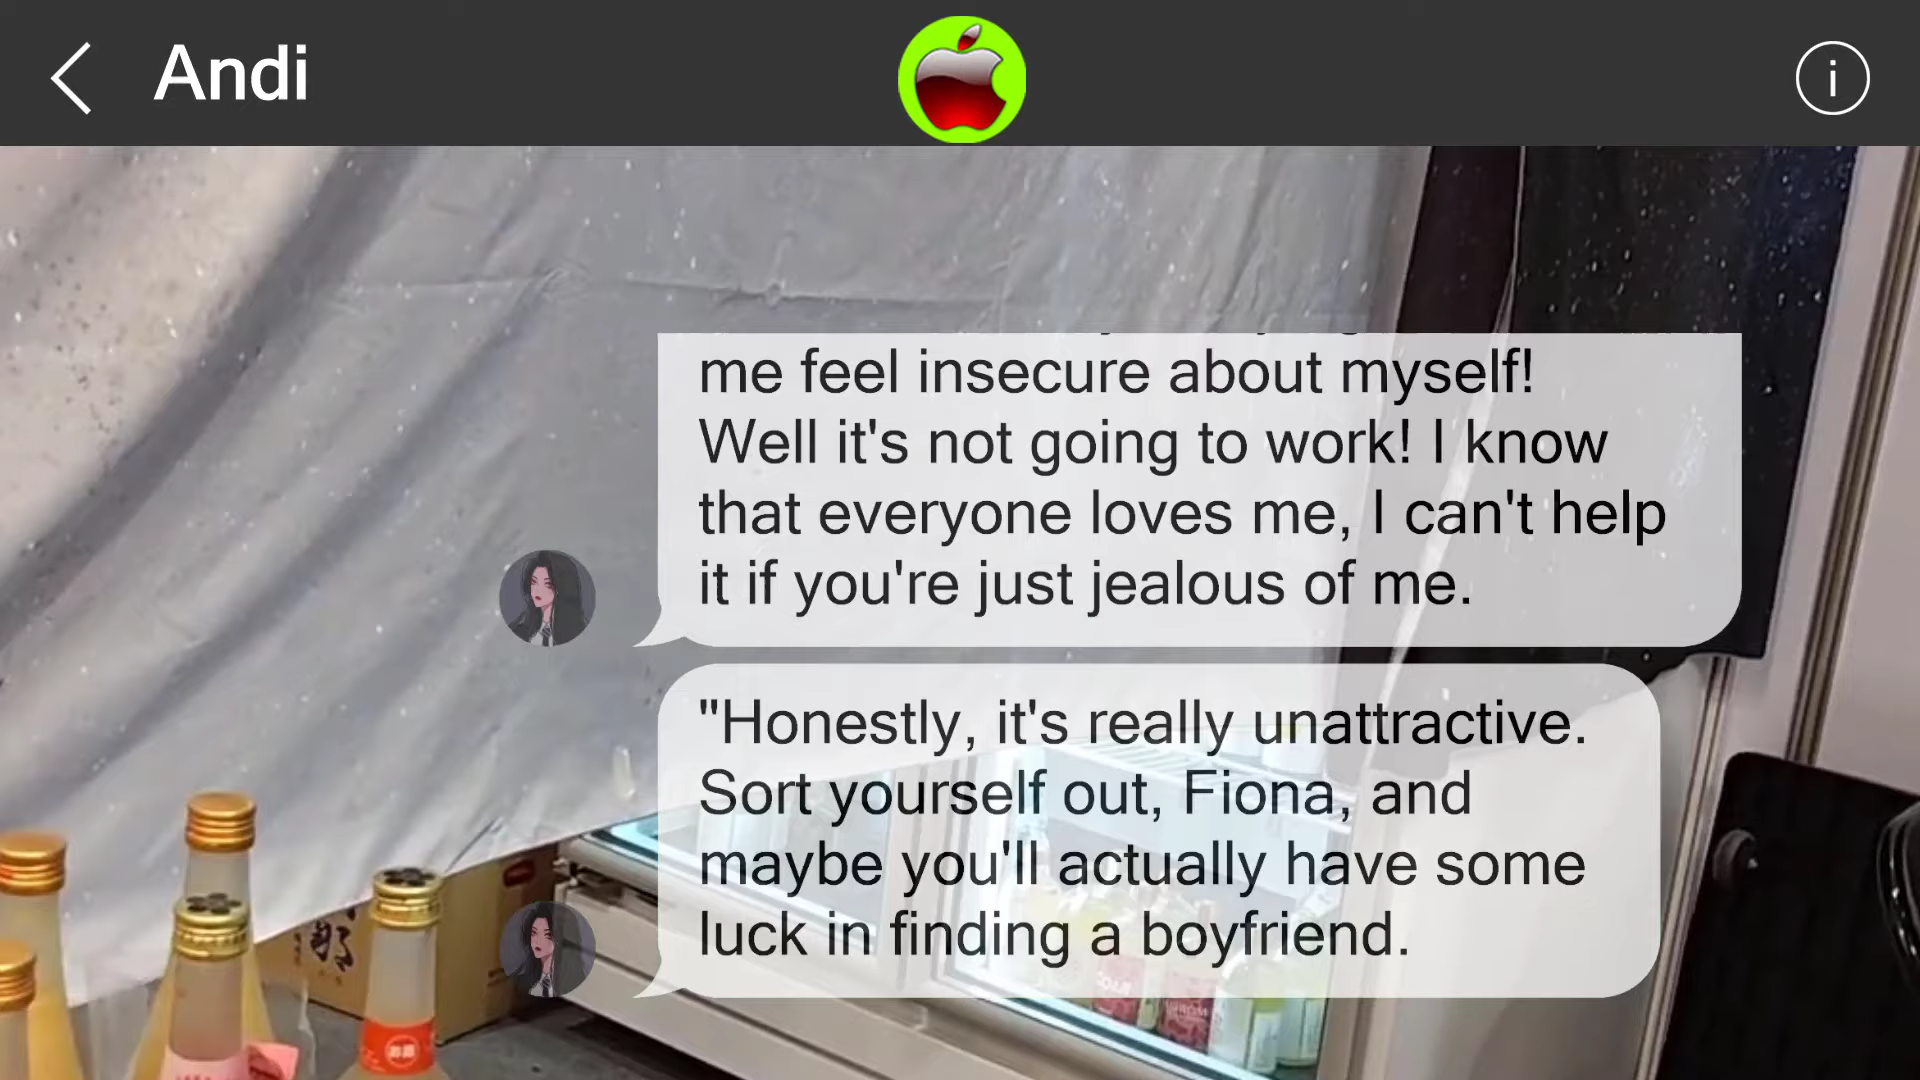 Andi
i
me feel insecure about myself!
Well it's not going to work! I know
that everyone loves me, I can't help
it if you're just jealous of me.
"Honestly, it's really unattractive.
Sort yourself out, Fiona, and
maybe you'll actually have some
luck in finding a boyfriend.